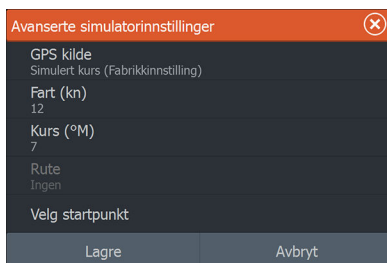 Avanserte simulatorinnstillinger
GPS kilde
Simulert kurs (Fabrikkinnstilling)
Fart (kn)
12
Kurs (°M)
7
Rute
Ingen
Velg startpunkt
Lagre
Avbryt